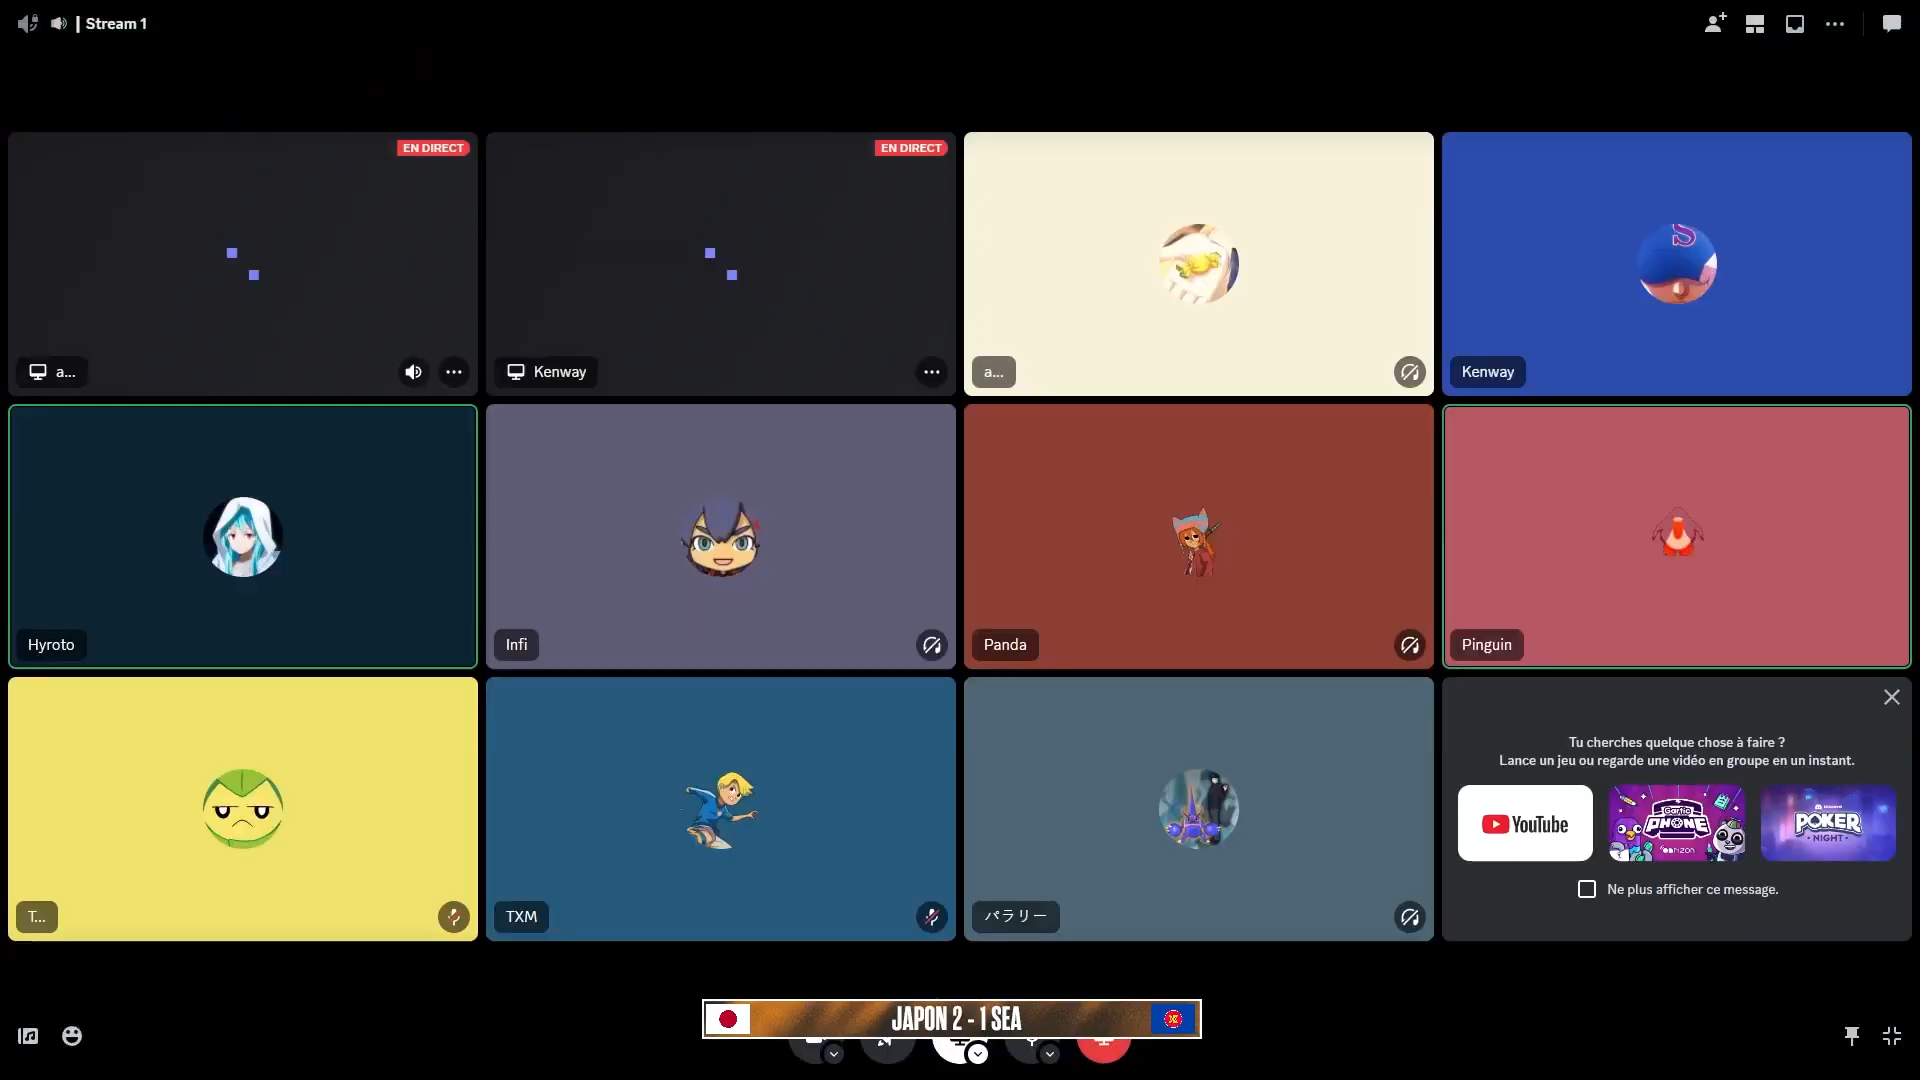 Stream 1
EN DIRECT
EN DIRECT
a...
Kenway
a...
Kenway
S
Hyroto
Infi
Panda
Pinguin
T...
TXM
パラリー
Tu cherches quelque chose à faire ?
Lance un jeu ou regarde une vidéo en groupe en un instant.
YouTube
Gartic
PHONE
POKER
NIGHT
Ne plus afficher ce message.
JAPON 2 - 1 SEA